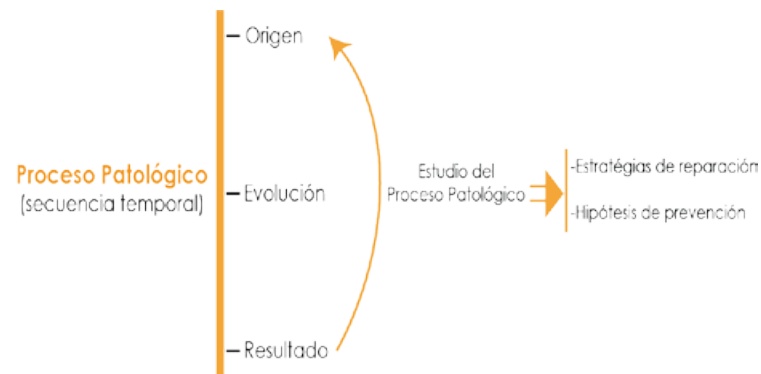 Origen
Proceso Patológico
(secuencia temporal)
Evolución
Resultado
Estudio del
Proceso Patológico
-Estratégias de reparación
-Hipótesis de prevención